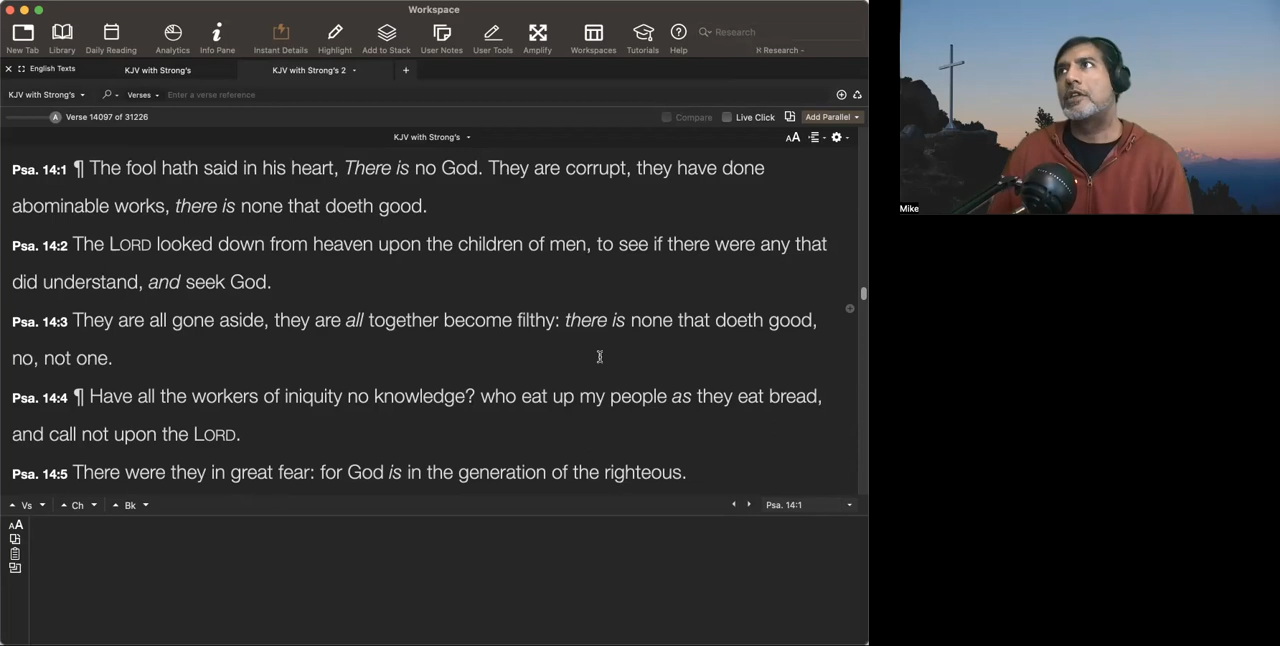 Workspace
New Tab Library Daily Reading Analytics Info Pane Instant Details Highlight Add to Stack User Notes User Tools Amplify Workspaces Tutorials Help Research
Research
English Texts KJV with Strong's KJV with Strong's 2 +
KJV with Strong's Verses Enter a verse reference
A Verse 14097 of 31226 Compare Live Click Add Parallel
KJV with Strong's AA
Psa. 14:1 ¶ The fool hath said in his heart, There is no God. They are corrupt, they have done
abominable works, there is none that doeth good.
Psa. 14:2 The LORD looked down from heaven upon the children of men, to see if there were any that
did understand, and seek God.
Psa. 14:3 They are all gone aside, they are all together become filthy: there is none that doeth good,
no, not one.
Psa. 14:4 ¶ Have all the workers of iniquity no knowledge? who eat up my people as they eat bread,
and call not upon the LORD.
Psa. 14:5 There were they in great fear: for God is in the generation of the righteous.
Vs Ch Bk Psa. 14:1
AA
Mike